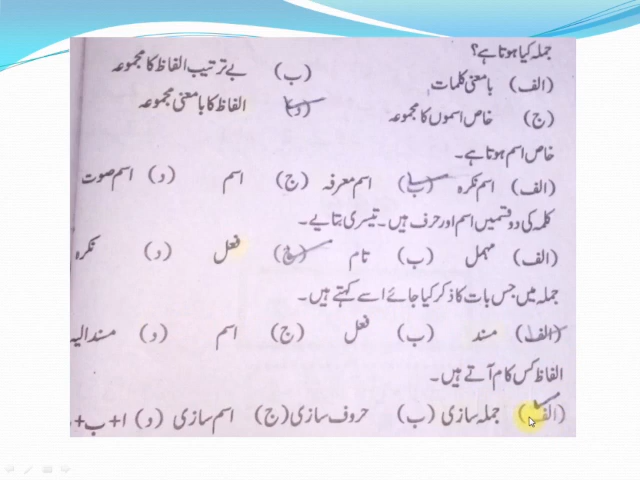 جملہ کیا ہوتا ہے؟
(الف) بامعنی کلمات (ب) بے ترتیب الفاظ کا مجموعہ
(ج) خاص اسموں کا مجموعہ (د) الفاظ کا بامعنی مجموعہ
خاص اسم ہوتا ہے۔
(الف) اسم نکرہ (ب) اسم معرفہ (ج) اسم (د) اسم صوت
کلمہ کی دو قسمیں اسم اور حرف ہیں۔ تیسری بتایے۔
(الف) مہمل (ب) تام (ج) فعل (د) نکرہ
جملہ میں جس بات کا ذکر کیا جائے اسے کہتے ہیں۔
(الف) مسند (ب) فعل (ج) اسم (د) مسندالیہ
الفاظ کس کام آتے ہیں۔
(الف) جملہ سازی (ب) حروف سازی (ج) اسم سازی (د) ا+ب+